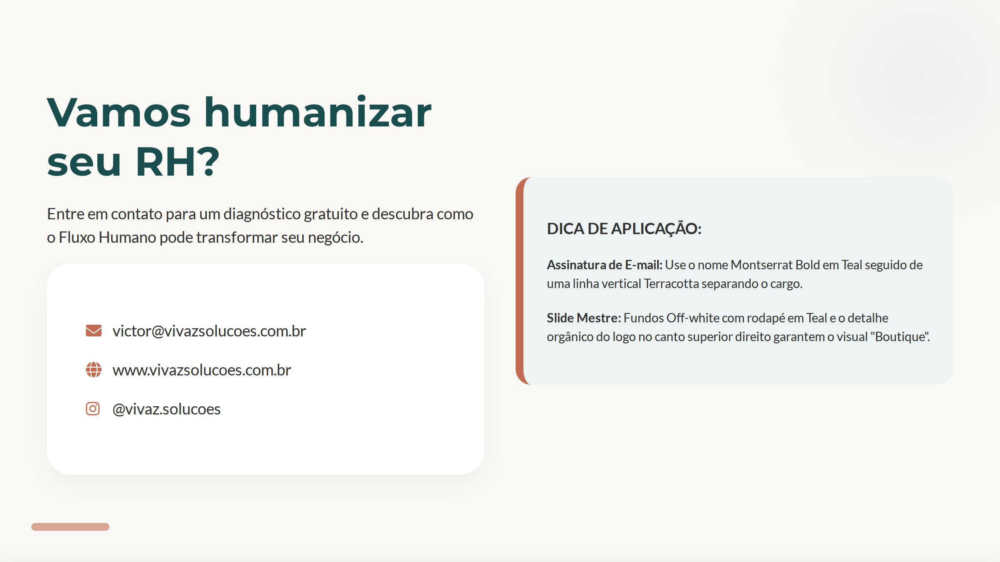 Vamos humanizar
seu RH?
Entre em contato para um diagnóstico gratuito e descubra como
o Fluxo Humano pode transformar seu negócio.
victor@vivazsolucoes.com.br
www.vivazsolucoes.com.br
@vivaz.solucoes
DICA DE APLICAÇÃO:
Assinatura de E-mail: Use o nome Montserrat Bold em Teal seguido de
uma linha vertical Terracotta separando o cargo.
Slide Mestre: Fundos Off-white com rodapé em Teal e o detalhe
orgânico do logo no canto superior direito garantem o visual "Boutique".